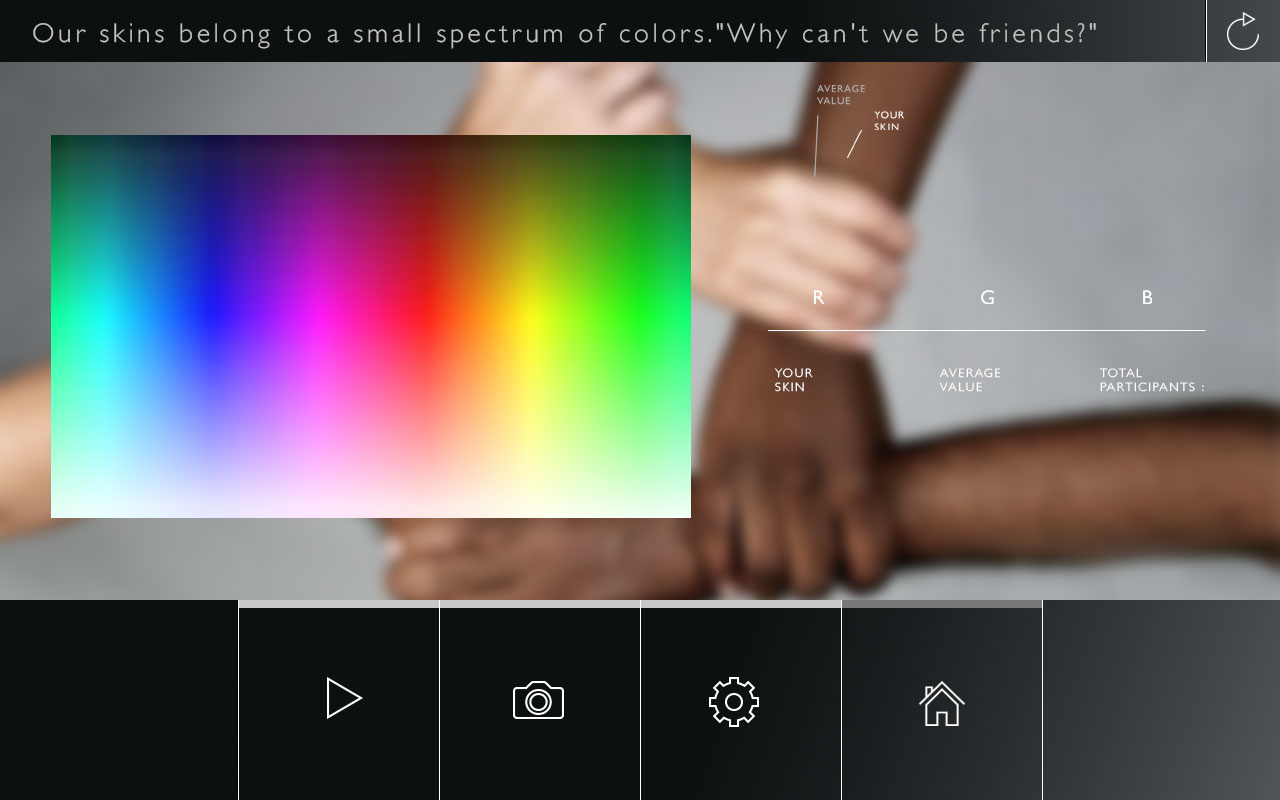 Our skins belong to a small spectrum of colors."Why can't we be friends?"
AVERAGE
VALUE
YOUR
SKIN
R G B
YOUR
SKIN
AVERAGE
VALUE
TOTAL
PARTICIPANTS :